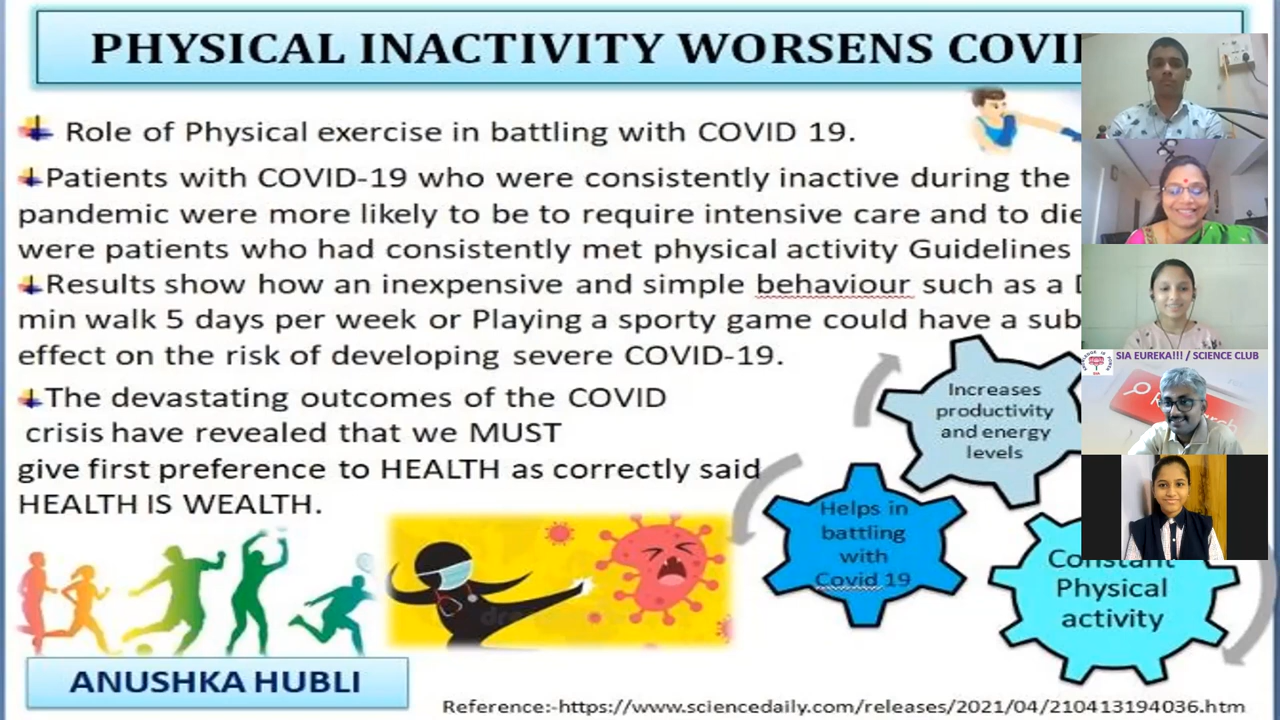 PHYSICAL INACTIVITY WORSENS
Role of Physical exercise in battling with COVID 19.
Patients with COVID-19 who were consistently inactive during the
pandemic were more likely to be to require intensive care and to die
were patients who had consistently met physical activity Guidelines
Results show how an inexpensive and simple behaviour such as a
min walk 5 days per week or Playing a sporty game could have a
effect on the risk of developing severe COVID-19.
The devastating outcomes of the COVID
crisis have revealed that we MUST
give first preference to HEALTH as correctly said
HEALTH IS WEALTH.
Increases
productivity
and energy
levels
Helps in
battling
with
Covid 19
Constant
Physical
activity
ANUSHKA HUBLI
Reference:-https://www.sciencedaily.com/releases/2021/04/210413194036.htm
SIA EUREKA!!! / SCIENCE CLUB